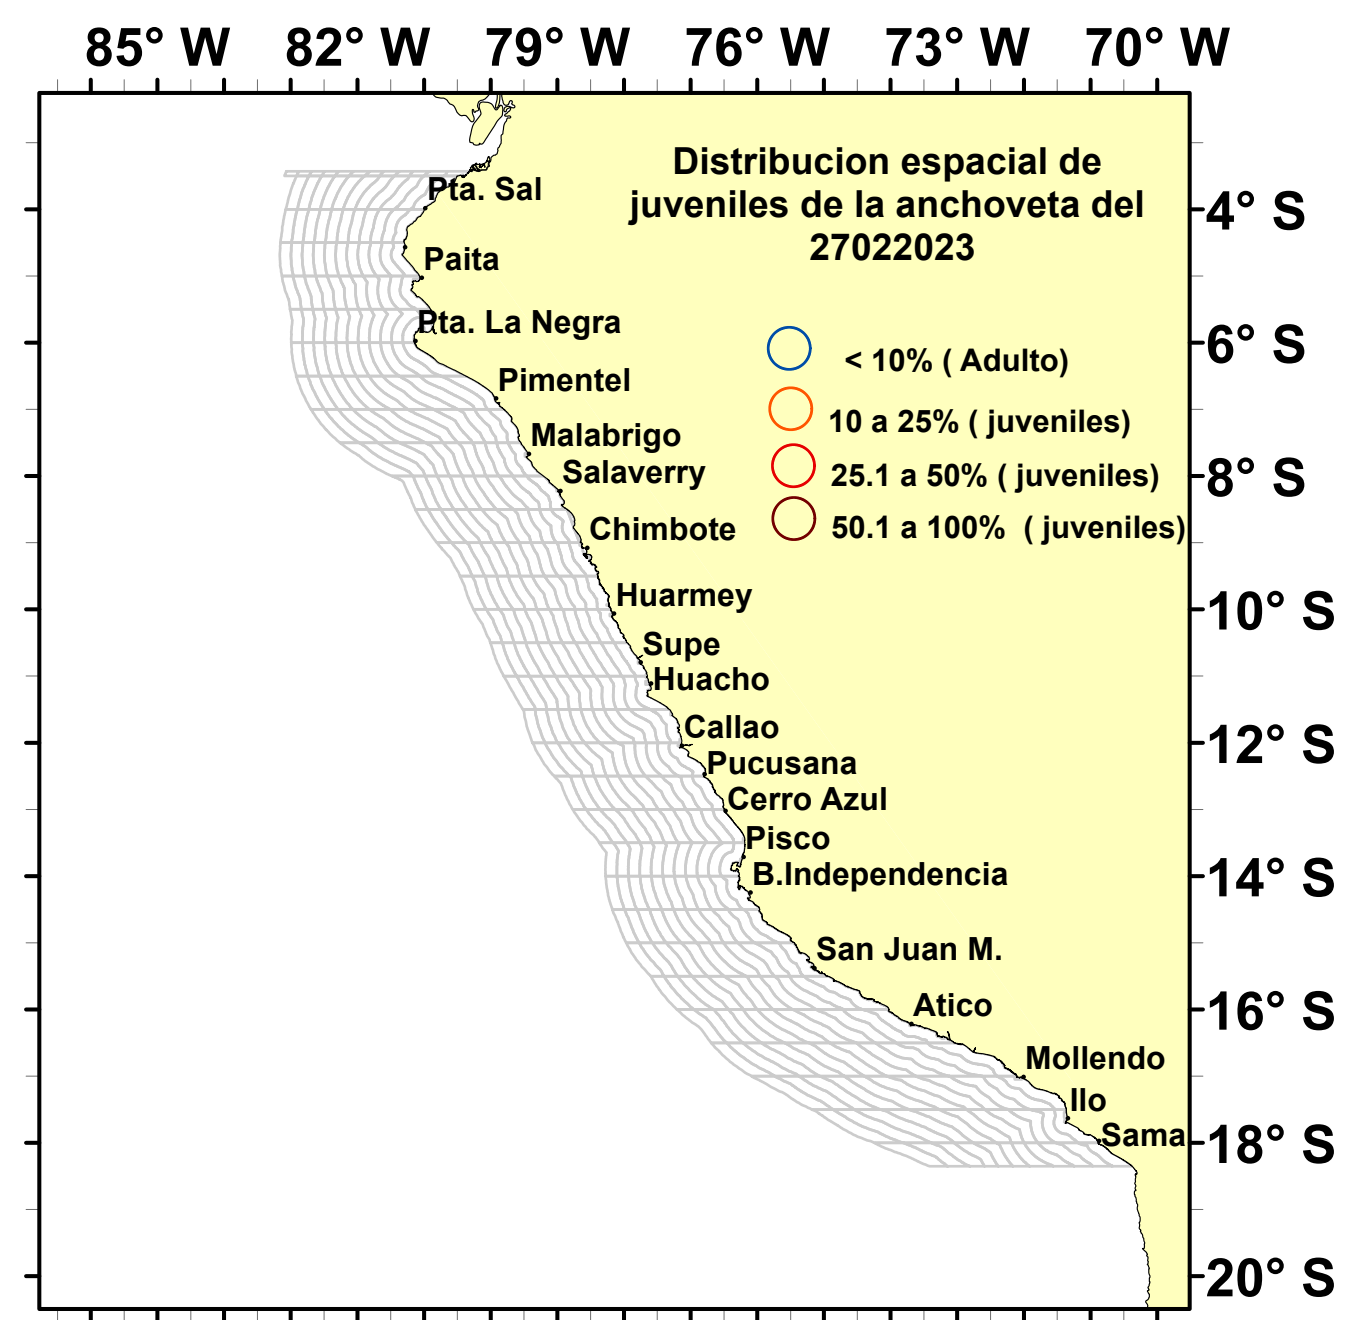 85° W 82° W 79° W 76° W 73° W 70° W
Distribucion espacial de
juveniles de la anchoveta del
27022023
Pta. Sal
4° S
Paita
Pta. La Negra
6° S
< 10% ( Adulto)
Pimentel
10 a 25% ( juveniles)
Malabrigo
Salaverry
25.1 a 50% ( juveniles)
8° S
Chimbote
50.1 a 100%  ( juveniles)
Huarmey
10° S
Supe
Huacho
Callao
12° S
Pucusana
Cerro Azul
Pisco
B.Independencia
14° S
San Juan M.
Atico
16° S
Mollendo
Ilo
Sama
18° S
20° S